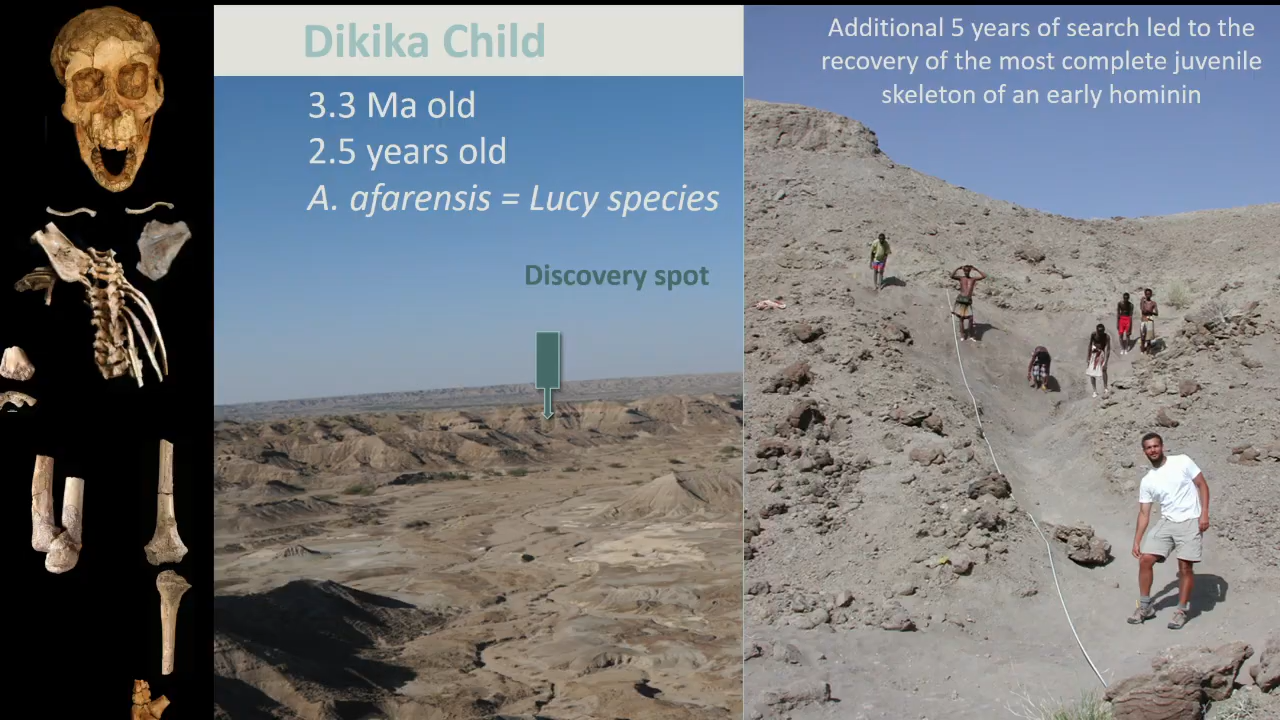 Dikika Child
3.3 Ma old
2.5 years old
A. afarensis = Lucy species
Discovery spot
Additional 5 years of search led to the
recovery of the most complete juvenile
skeleton of an early hominin